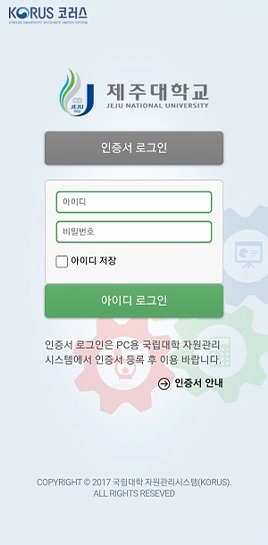 KORUS 코러스
KOREAN UNIVERSITY RESOURCE UNITED SYSTEM
제주대학교
JEJU NATIONAL UNIVERSITY
JEJU
1952
인증서 로그인
아이디
비밀번호
아이디 저장
아이디 로그인
인증서 로그인은 PC용 국립대학 자원관리
시스템에서 인증서 등록 후 이용 바랍니다.
인증서 안내
COPYRIGHT © 2017 국립대학 자원관리시스템(KORUS).
ALL RIGHTS RESEVED